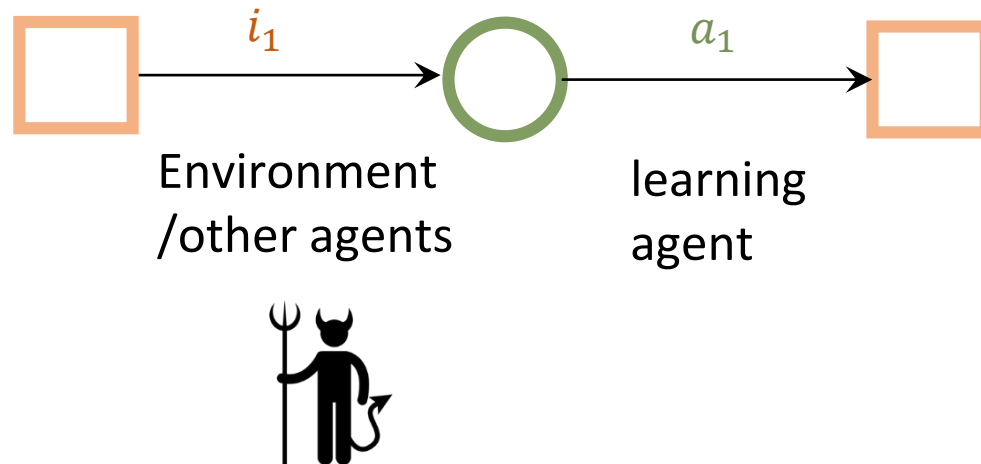 i₁
a₁
Environment
/other agents
learning
agent